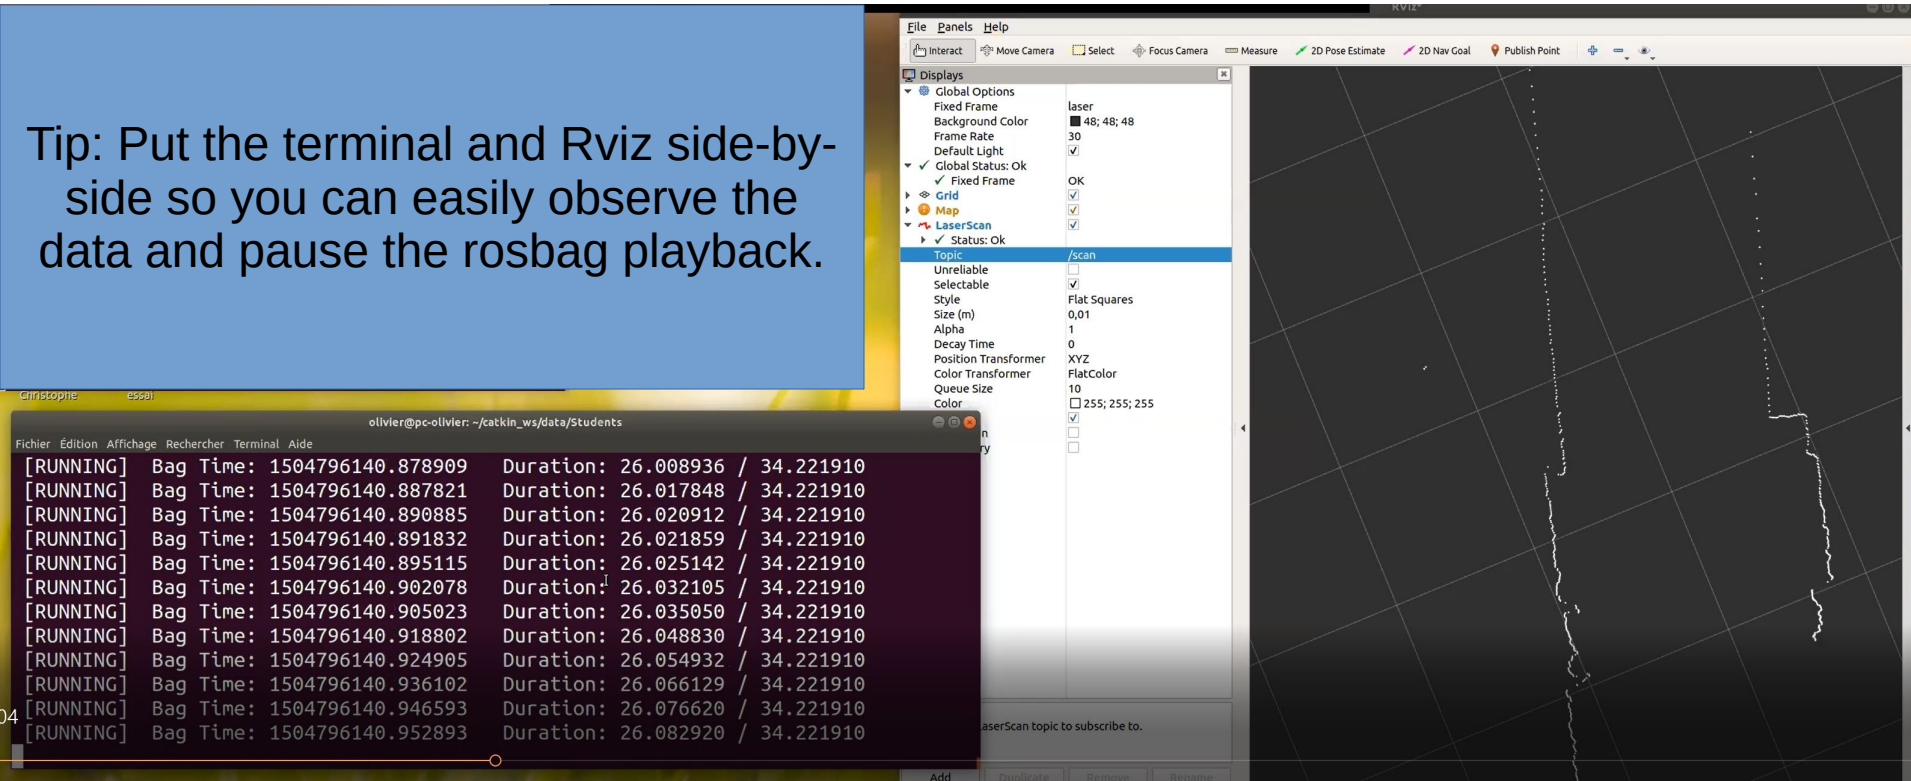 RViz*
Tip: Put the terminal and Rviz side-by-
side so you can easily observe the
data and pause the rosbag playback.
File Panels Help
Interact Move Camera Select Focus Camera Measure 2D Pose Estimate 2D Nav Goal Publish Point
Displays
Global Options
Fixed Frame laser
Background Color 48; 48; 48
Frame Rate 30
Default Light
Global Status: Ok
Fixed Frame OK
Grid
Map
LaserScan
Status: Ok
Topic /scan
Unreliable
Selectable
Style Flat Squares
Size (m) 0,01
Alpha 1
Decay Time 0
Position Transformer XYZ
Color Transformer FlatColor
Queue Size 10
Color 255; 255; 255
n
ry
aserScan topic to subscribe to.
Add Duplicate Remove Rename
Christophe essai
olivier@pc-olivier: ~/catkin_ws/data/Students
Fichier Édition Affichage Rechercher Terminal Aide
[RUNNING] Bag Time: 1504796140.878909 Duration: 26.008936 / 34.221910
[RUNNING] Bag Time: 1504796140.887821 Duration: 26.017848 / 34.221910
[RUNNING] Bag Time: 1504796140.890885 Duration: 26.020912 / 34.221910
[RUNNING] Bag Time: 1504796140.891832 Duration: 26.021859 / 34.221910
[RUNNING] Bag Time: 1504796140.895115 Duration: 26.025142 / 34.221910
[RUNNING] Bag Time: 1504796140.902078 Duration: 26.032105 / 34.221910
[RUNNING] Bag Time: 1504796140.905023 Duration: 26.035050 / 34.221910
[RUNNING] Bag Time: 1504796140.918802 Duration: 26.048830 / 34.221910
[RUNNING] Bag Time: 1504796140.924905 Duration: 26.054932 / 34.221910
[RUNNING] Bag Time: 1504796140.936102 Duration: 26.066129 / 34.221910
[RUNNING] Bag Time: 1504796140.946593 Duration: 26.076620 / 34.221910
[RUNNING] Bag Time: 1504796140.952893 Duration: 26.082920 / 34.221910
04